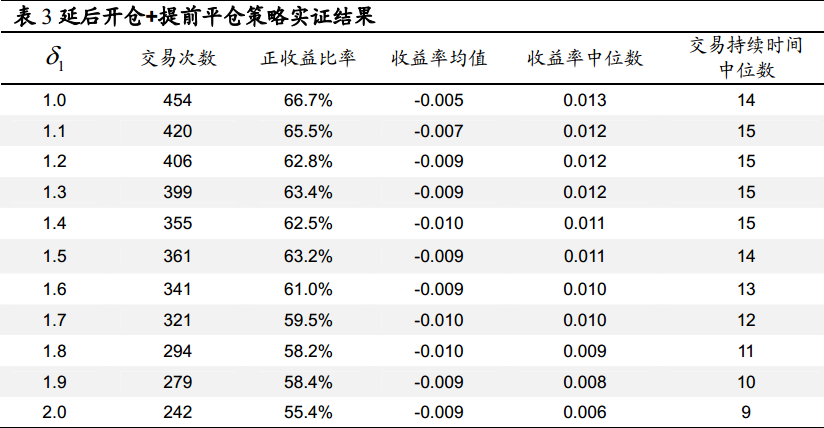 表 3 延后开仓+提前平仓策略实证结果
δ1 交易次数 正收益比率 收益率均值 收益率中位数 交易持续时间
中位数
1.0 454 66.7% -0.005 0.013 14
1.1 420 65.5% -0.007 0.012 15
1.2 406 62.8% -0.009 0.012 15
1.3 399 63.4% -0.009 0.012 15
1.4 355 62.5% -0.010 0.011 15
1.5 361 63.2% -0.009 0.011 14
1.6 341 61.0% -0.009 0.010 13
1.7 321 59.5% -0.010 0.010 12
1.8 294 58.2% -0.010 0.009 11
1.9 279 58.4% -0.009 0.008 10
2.0 242 55.4% -0.009 0.006 9